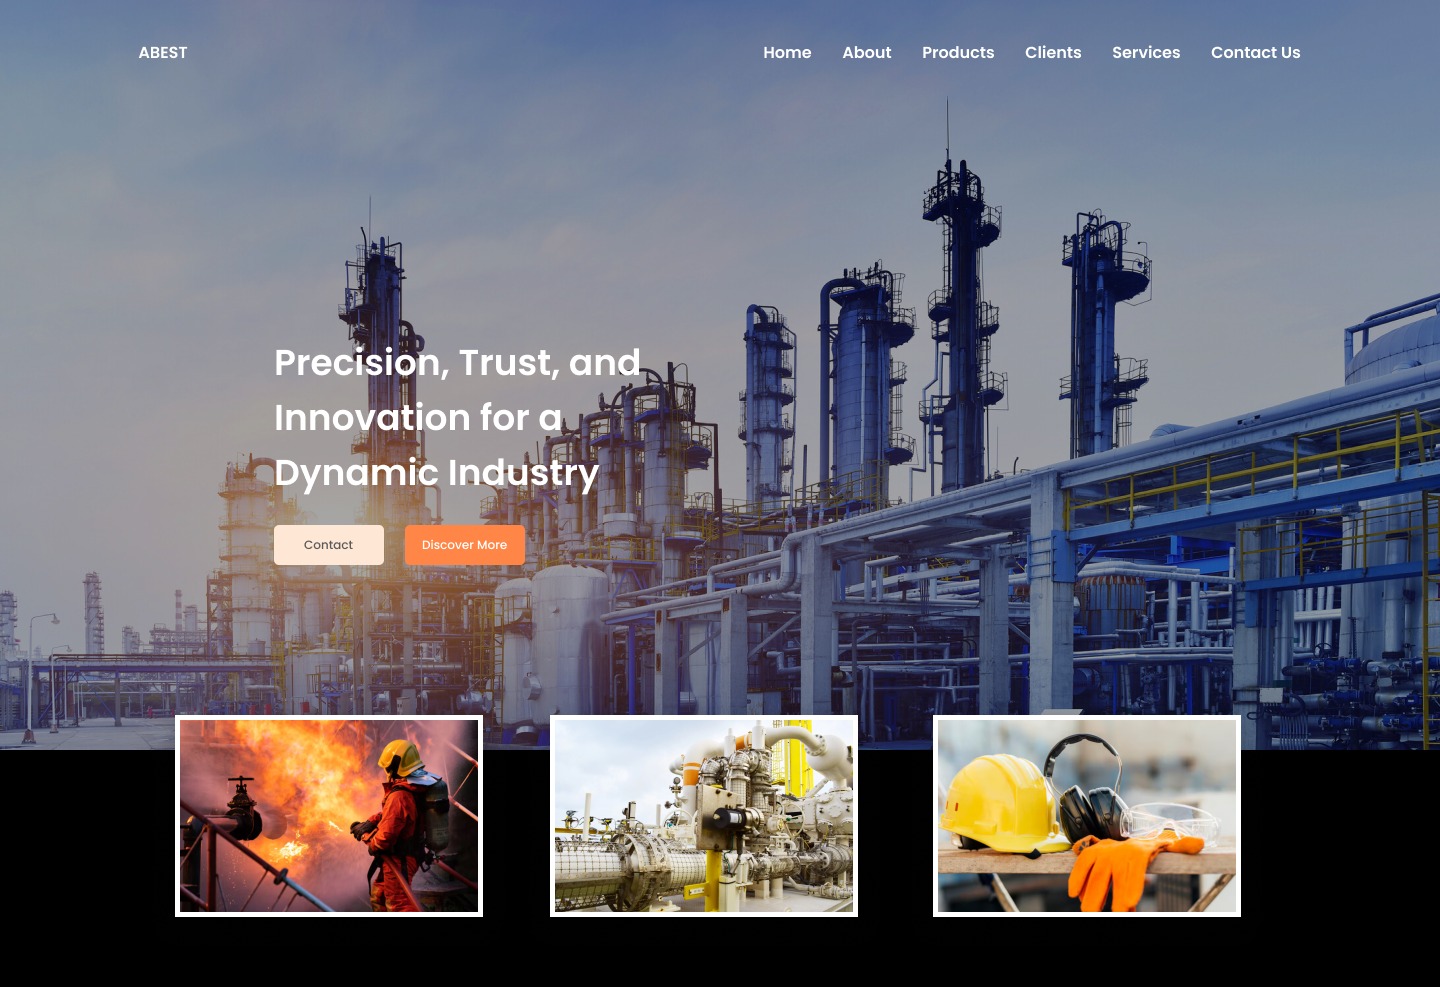 ABEST
Home About Products Clients Services Contact Us
Precision, Trust, and
Innovation for a
Dynamic Industry
Contact Discover More